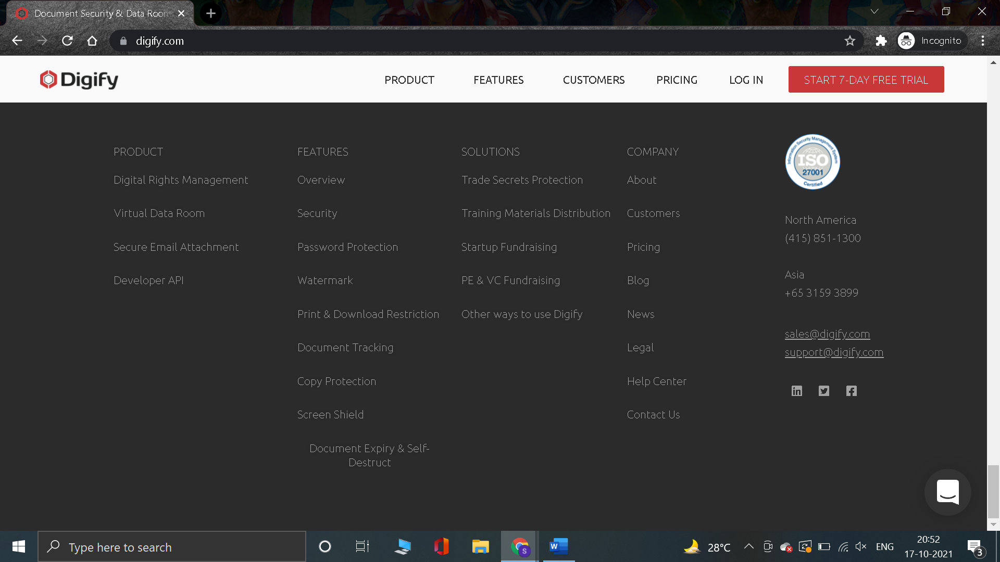 Document Security & Data Roon
digify.com
Incognito
Digify
PRODUCT
FEATURES
CUSTOMERS
PRICING
LOG IN
START 7-DAY FREE TRIAL
PRODUCT
Digital Rights Management
Virtual Data Room
Secure Email Attachment
Developer API
FEATURES
Overview
Security
Password Protection
Watermark
Print & Download Restriction
Document Tracking
Copy Protection
Screen Shield
Document Expiry & Self-
Destruct
SOLUTIONS
Trade Secrets Protection
Training Materials Distribution
Startup Fundraising
PE & VC Fundraising
Other ways to use Digify
COMPANY
About
Customers
Pricing
Blog
News
Legal
Help Center
Contact Us
Information Security Management System
ISO
27001
Certified
North America
(415) 851-1300
Asia
+65 3159 3899
sales@digify.com
support@digify.com
Type here to search
S
W
28°C
ENG
20:52
17-10-2021
3